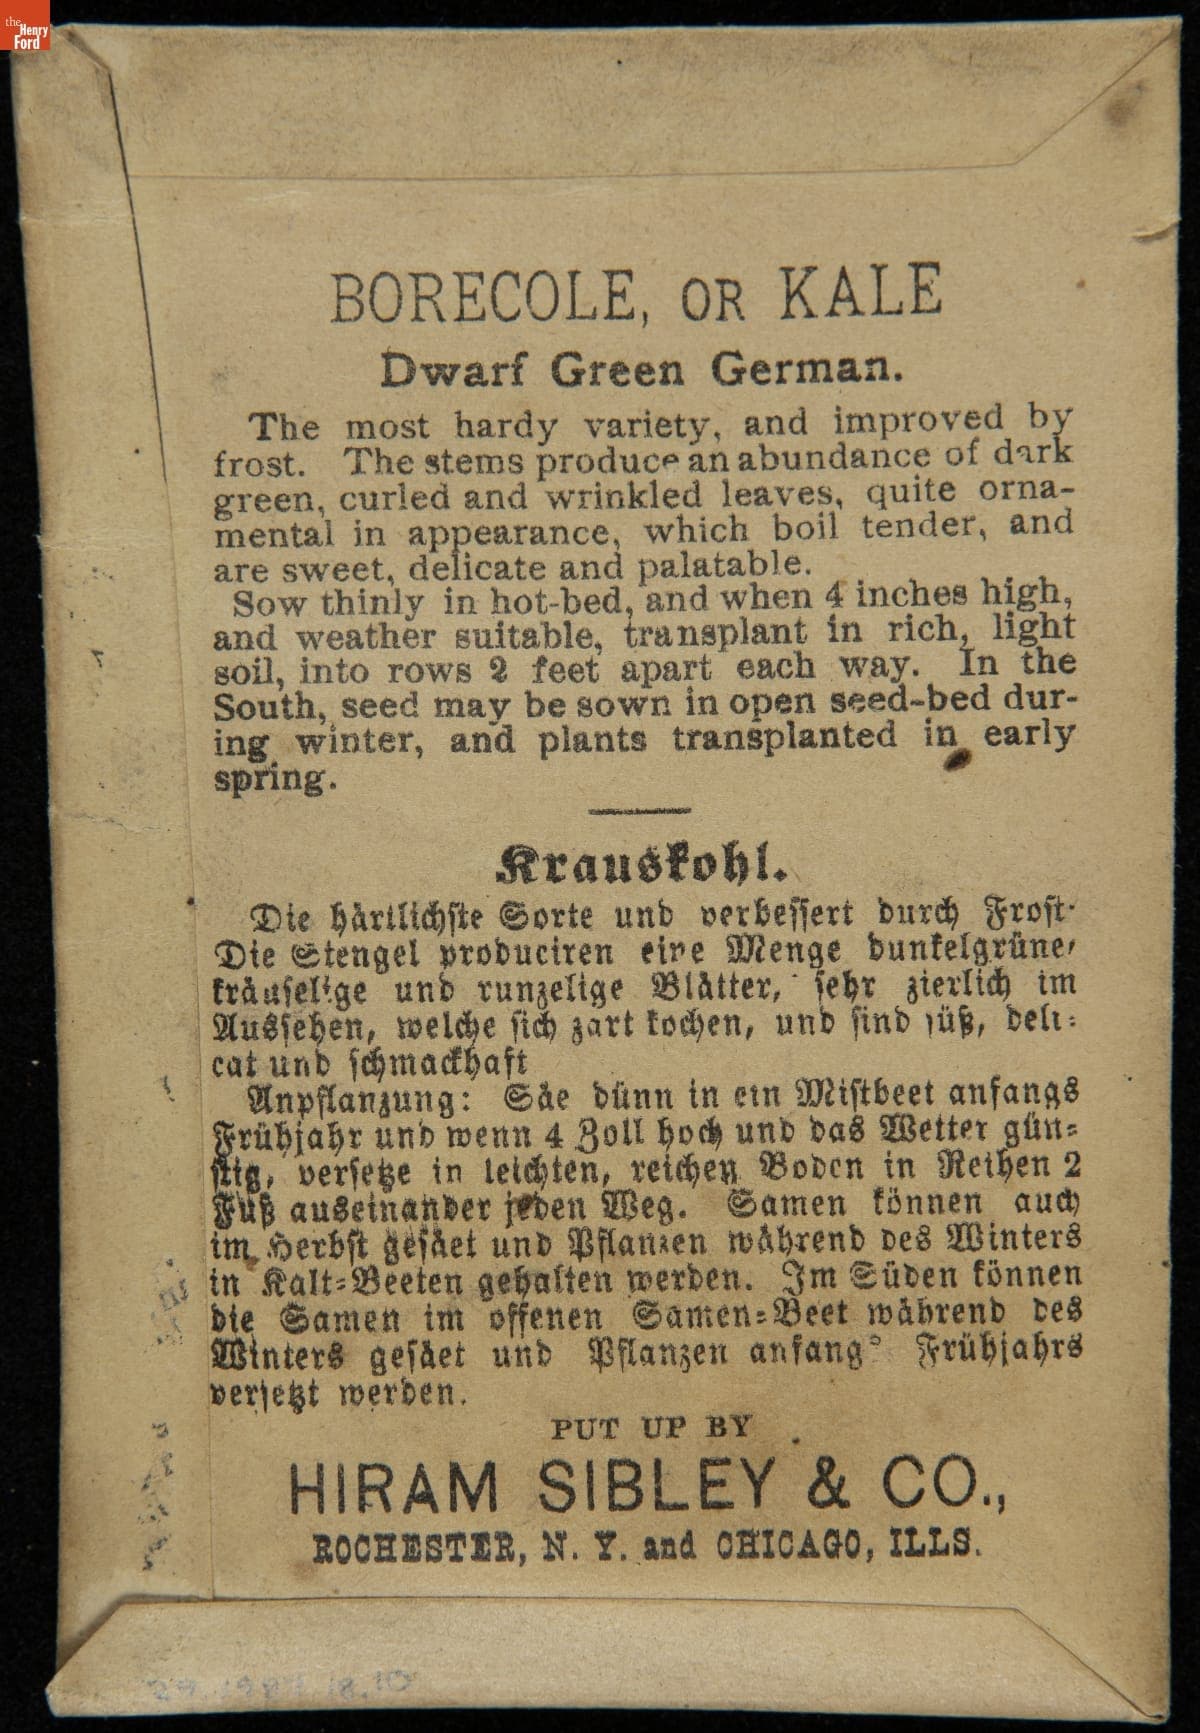 the
Henry
Ford
BORECOLE, OR KALE
Dwarf Green German.
The most hardy variety, and improved by
frost. The stems produce an abundance of dark
green, curled and wrinkled leaves, quite orna-
mental in appearance, which boil tender, and
are sweet, delicate and palatable.
Sow thinly in hot-bed, and when 4 inches high,
and weather suitable, transplant in rich, light
soil, into rows 2 feet apart each way. In the
South, seed may be sown in open seed-bed dur-
ing winter, and plants transplanted in early
spring.
Krauskohl.
Die härtlichste Sorte und verbessert durch Frost.
Die Stengel produciren eine Menge dunkelgrüne,
kräuselige und runzelige Blätter, sehr zierlich im
Aussehen, welche sich zart kochen, und sind süß, deli-
cat und schmackhaft
Anpflanzung: Säe dünn in ein Mistbeet anfangs
Frühjahr und wenn 4 Zoll hoch und das Wetter gün-
stig, versetze in leichten, reichen Boden in Reihen 2
Fuß auseinander jeden Weg. Samen können auch
im Herbst gesäet und Pflanzen während des Winters
in Kalt-Beeten gehalten werden. Im Süden können
die Samen im offenen Samen-Beet während des
Winters gesäet und Pflanzen anfangs Frühjahrs
versetzt werden.
PUT UP BY
HIRAM SIBLEY & CO.,
ROCHESTER, N. Y. and CHICAGO, ILLS.
29.1987.18.10